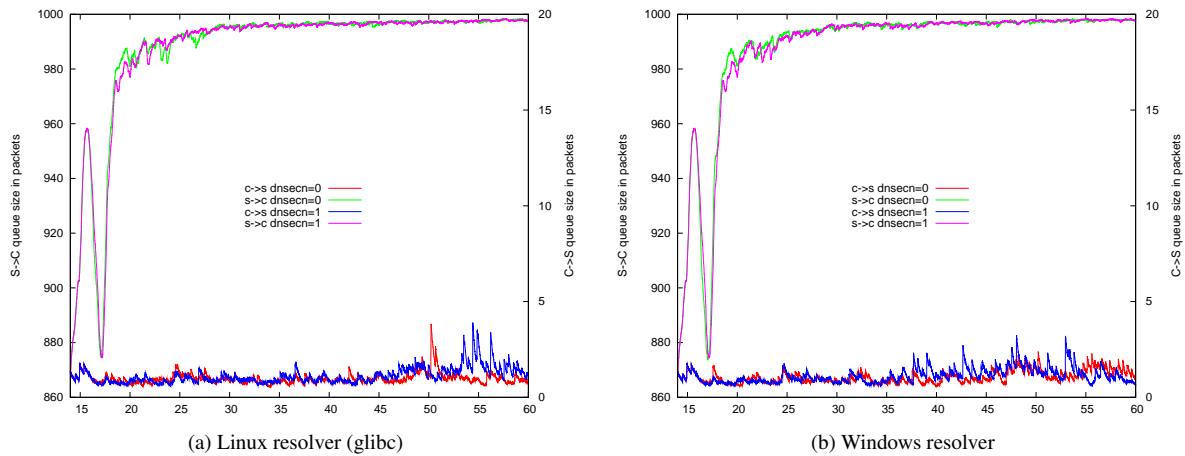 1000
980
960
940
920
900
880
860
S->C queue size in packets
20
15
10
5
0
C->S queue size in packets
c->s dnsecn=0
s->c dnsecn=0
c->s dnsecn=1
s->c dnsecn=1
15 20 25 30 35 40 45 50 55 60
(a) Linux resolver (glibc)
1000
980
960
940
920
900
880
860
S->C queue size in packets
20
15
10
5
0
C->S queue size in packets
c->s dnsecn=0
s->c dnsecn=0
c->s dnsecn=1
s->c dnsecn=1
15 20 25 30 35 40 45 50 55 60
(b) Windows resolver